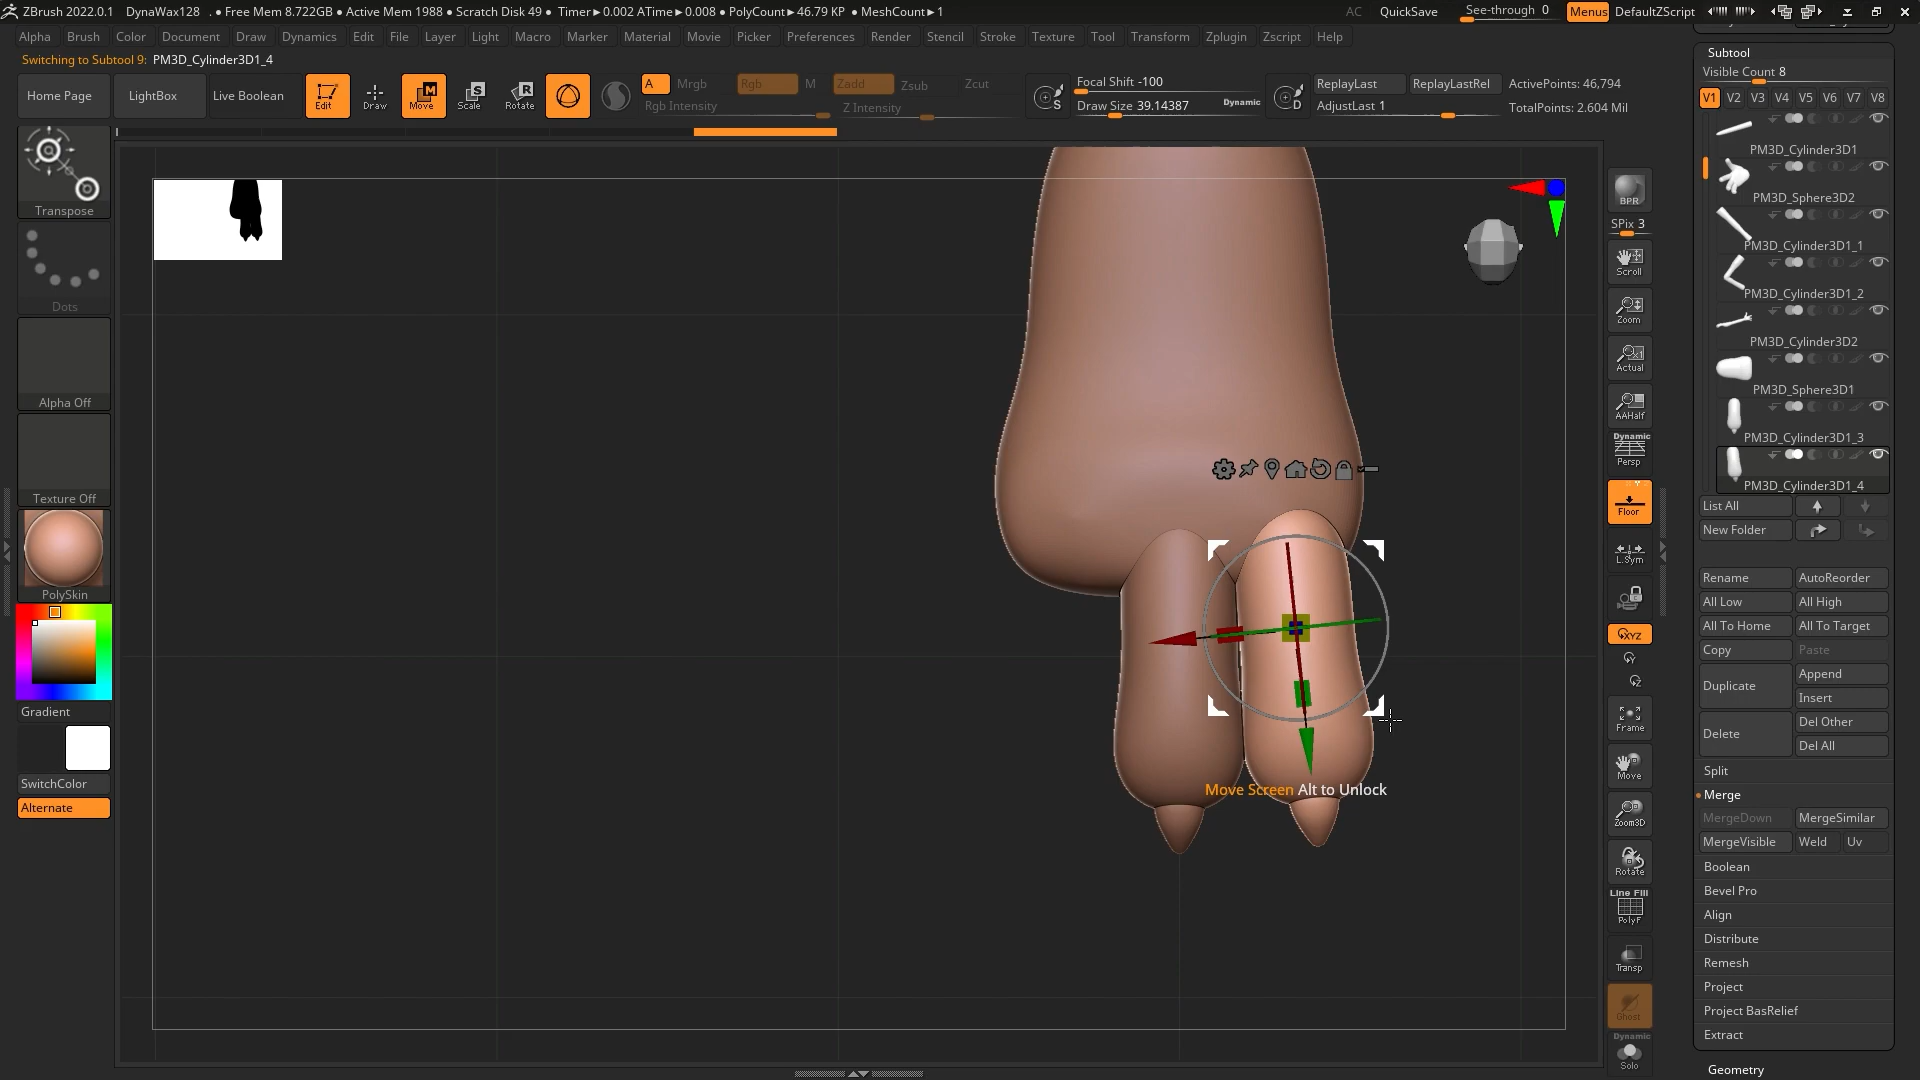 ZBrush 2022.0.1 DynaWax128 . • Free Mem 8.722GB • Active Mem 1988 • Scratch Disk 49 • Timer►0.002 ATime►0.008 • PolyCount►46.79 KP • MeshCount►1 AC QuickSave See-through 0 Menus DefaultZScript
Alpha Brush Color Document Draw Dynamics Edit File Layer Light Macro Marker Material Movie Picker Preferences Render Stencil Stroke Texture Tool Transform Zplugin Zscript Help
Switching to Subtool 9: PM3D_Cylinder3D1_4
Home Page LightBox Live Boolean Edit Draw Move Scale Rotate
A Mrgb Rgb M Zadd Zsub Zcut
Rgb Intensity Z Intensity
Focal Shift -100
Draw Size 39.14387 Dynamic
ReplayLast ReplayLastRel ActivePoints: 46,794
AdjustLast 1 TotalPoints: 2.604 Mil
Transpose
Dots
Alpha Off
Texture Off
PolySkin
Gradient
SwitchColor
Alternate
Move Screen Alt to Unlock
BPR
SPix 3
Scroll
Zoom
Actual
AAHalf
Dynamic
Persp
Floor
L.Sym
XYZ
Y
Z
Frame
Move
Zoom3D
Rotate
Line Fill
PolyF
Transp
Ghost
Dynamic
Solo
Subtool
Visible Count 8
V1 V2 V3 V4 V5 V6 V7 V8
PM3D_Cylinder3D1
PM3D_Sphere3D2
PM3D_Cylinder3D1_1
PM3D_Cylinder3D1_2
PM3D_Cylinder3D2
PM3D_Sphere3D1
PM3D_Cylinder3D1_3
PM3D_Cylinder3D1_4
List All
New Folder
Rename AutoReorder
All Low All High
All To Home All To Target
Copy Paste
Duplicate Append
Insert
Delete Del Other
Del All
Split
Merge
MergeDown MergeSimilar
MergeVisible Weld Uv
Boolean
Bevel Pro
Align
Distribute
Remesh
Project
Project BasRelief
Extract
Geometry